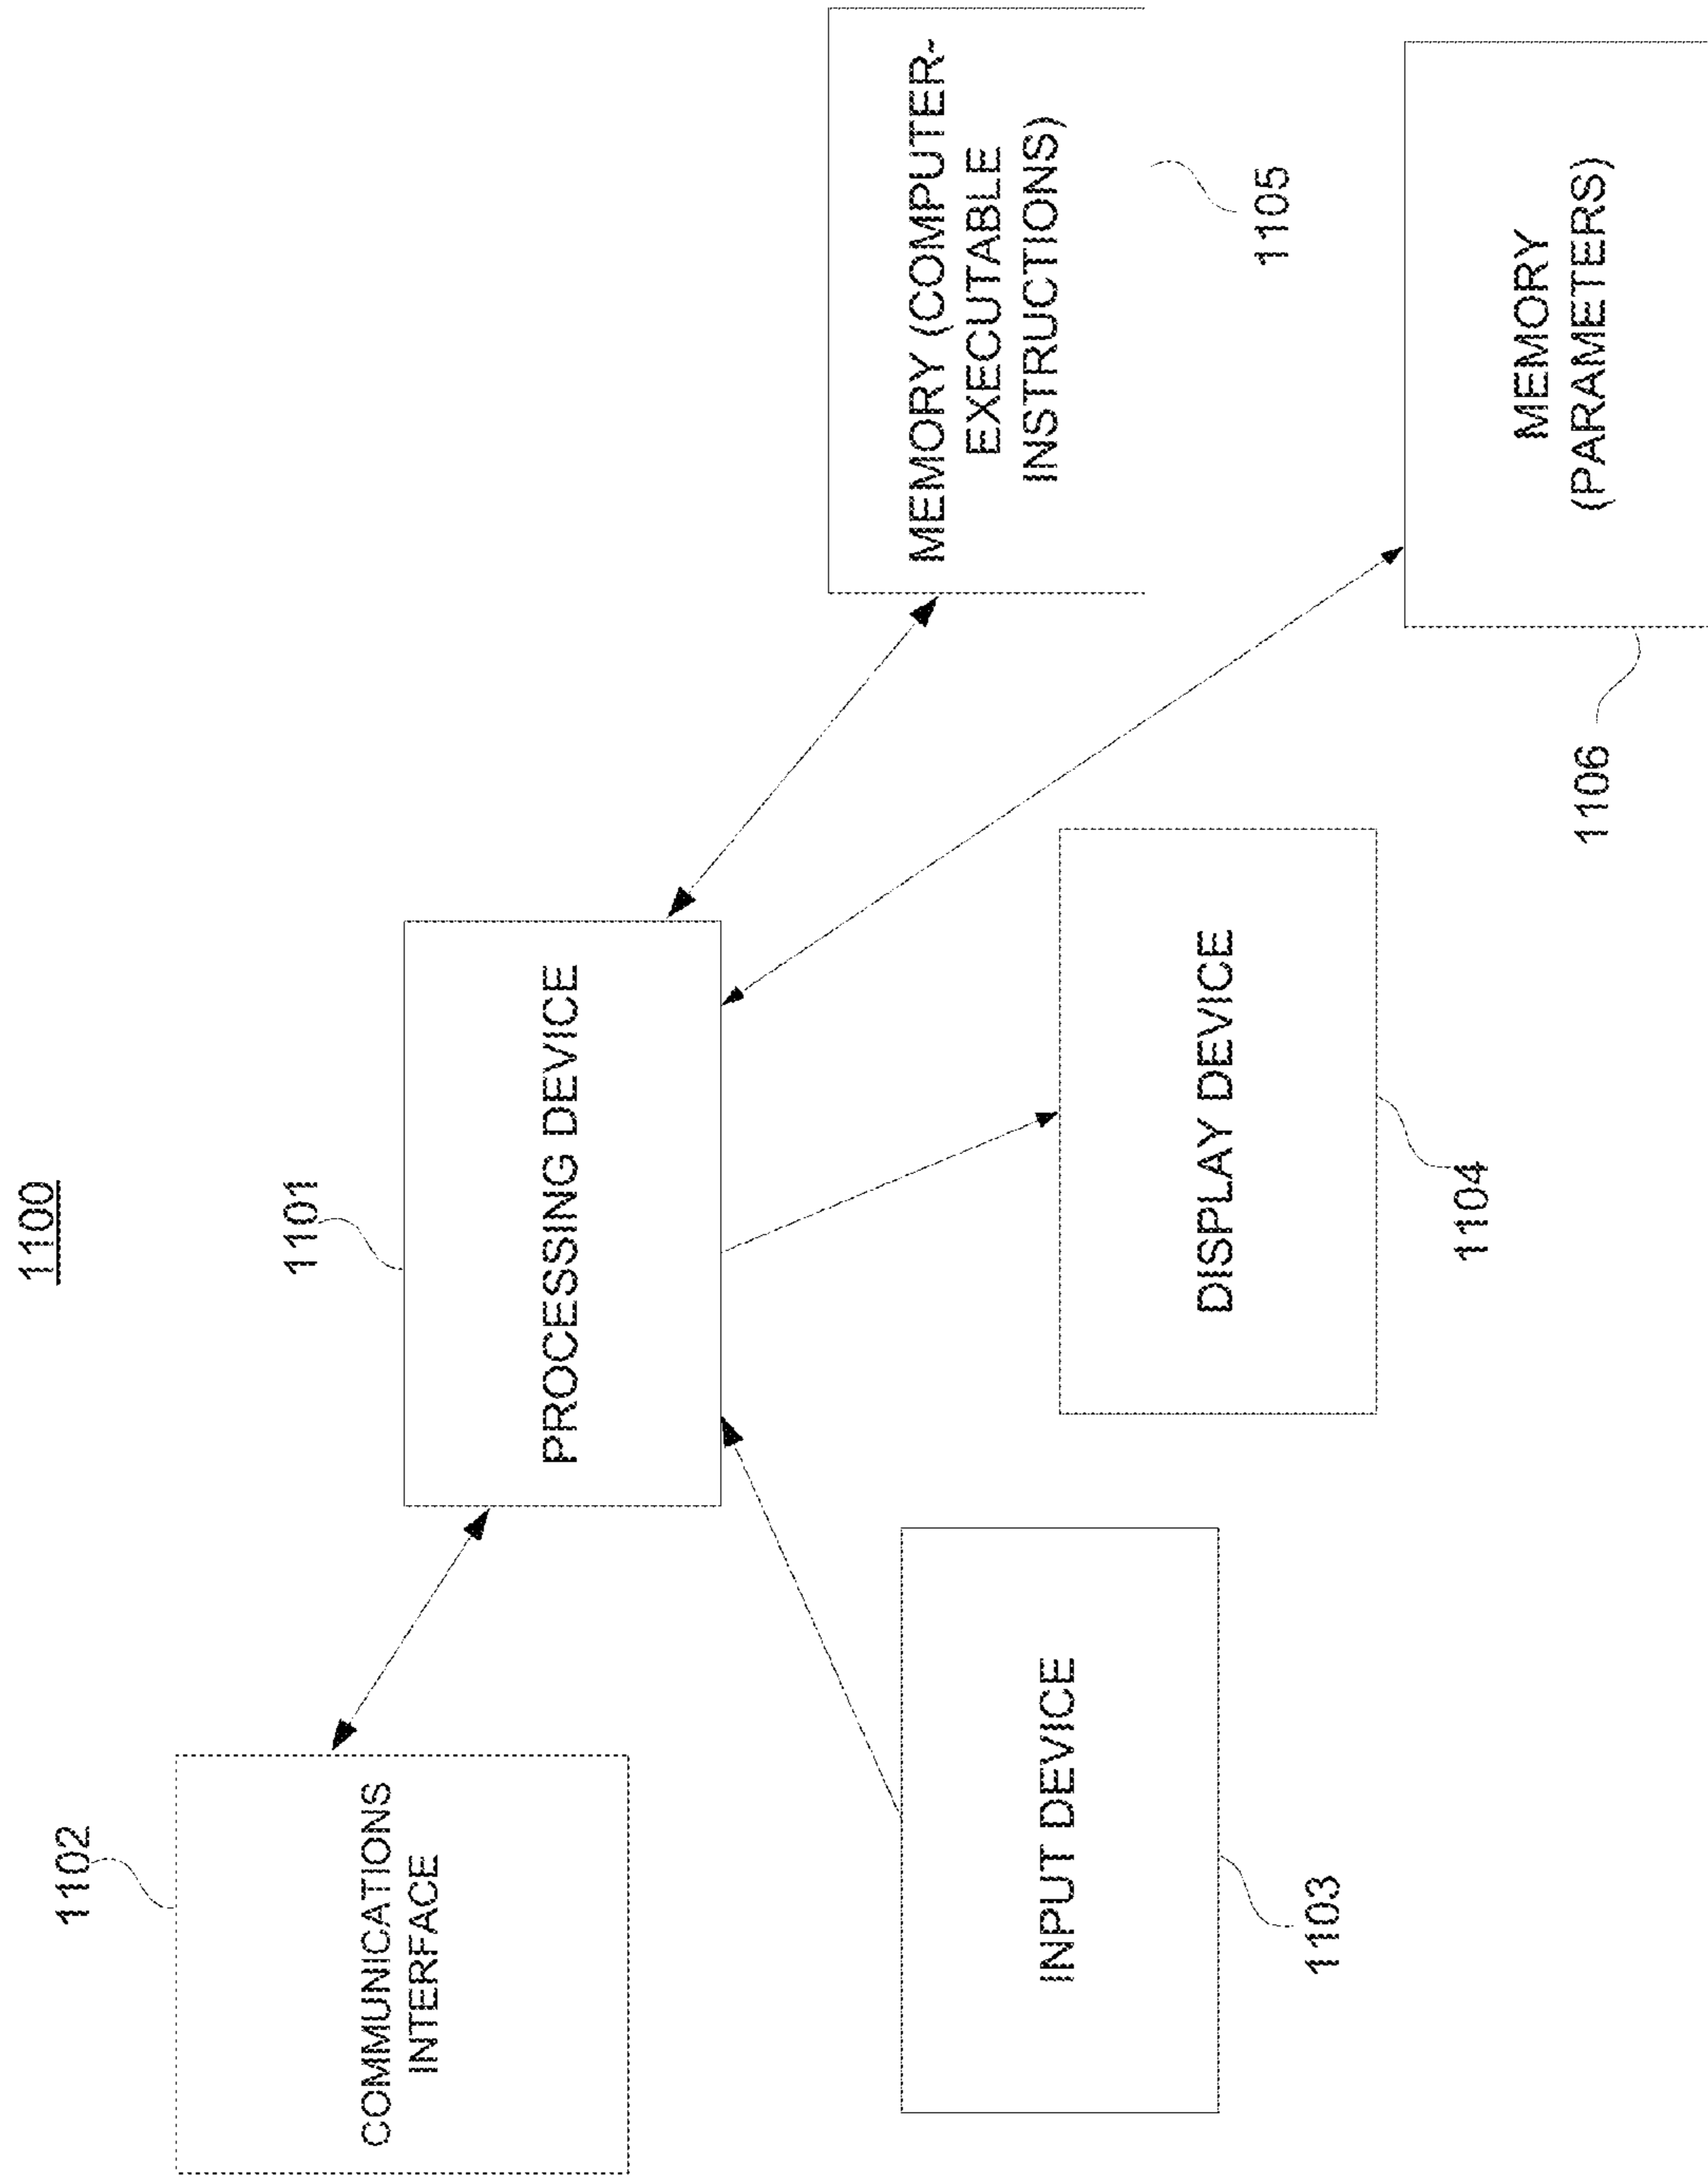 1100
1101
PROCESSING DEVICE
1102
COMMUNICATIONS
INTERFACE
MEMORY (COMPUTER-
EXECUTABLE
INSTRUCTIONS)
1105
INPUT DEVICE
1103
DISPLAY DEVICE
1104
MEMORY
(PARAMETERS)
1106